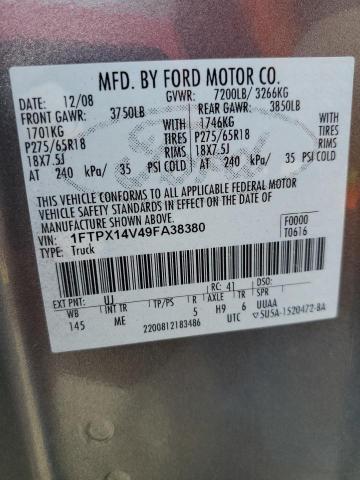 MFD. BY FORD MOTOR CO.
DATE: 12/08 GVWR: 7200LB/ 3266KG
FRONT GAWR: 3750LB REAR GAWR: 3850LB
1701KG WITH 1746KG WITH
P275/65R18 TIRES P275/65R18 TIRES
18X7.5J RIMS 18X7.5J RIMS
AT 240 kPa/ 35 PSI COLD AT 240 kPa/ 35 PSI COLD
THIS VEHICLE CONFORMS TO ALL APPLICABLE FEDERAL MOTOR
VEHICLE SAFETY STANDARDS IN EFFECT ON THE DATE OF
MANUFACTURE SHOWN ABOVE.
VIN: 1FTPX14V49FA38380 F0000
TYPE: Truck T0616
EXT PNT: UJ RC: 41 DSO:
WB INT TR TP/PS R AXLE TR SPR
145 ME 5 H9 6 UUAA
2200812183486 UTC 5U5A-1520472-BA